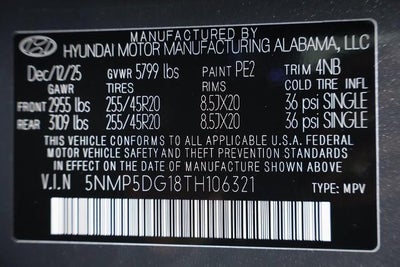 MANUFACTURED BY
HYUNDAI MOTOR MANUFACTURING ALABAMA, LLC
Dec/12/25 GVWR 5799 lbs PAINT PE2 TRIM 4NB
GAWR TIRES RIMS COLD TIRE INFL
FRONT 2955 lbs 255/45R20 8.5JX20 36 psi SINGLE
REAR 3109 lbs 255/45R20 8.5JX20 36 psi SINGLE
THIS VEHICLE CONFORMS TO ALL APPLICABLE U.S.A. FEDERAL
MOTOR VEHICLE SAFETY, BUMPER, AND THEFT PREVENTION STANDARDS
IN EFFECT ON THE DATE OF MANUFACTURE SHOWN ABOVE
V.I.N 5NMP5DG18TH106321 TYPE: MPV